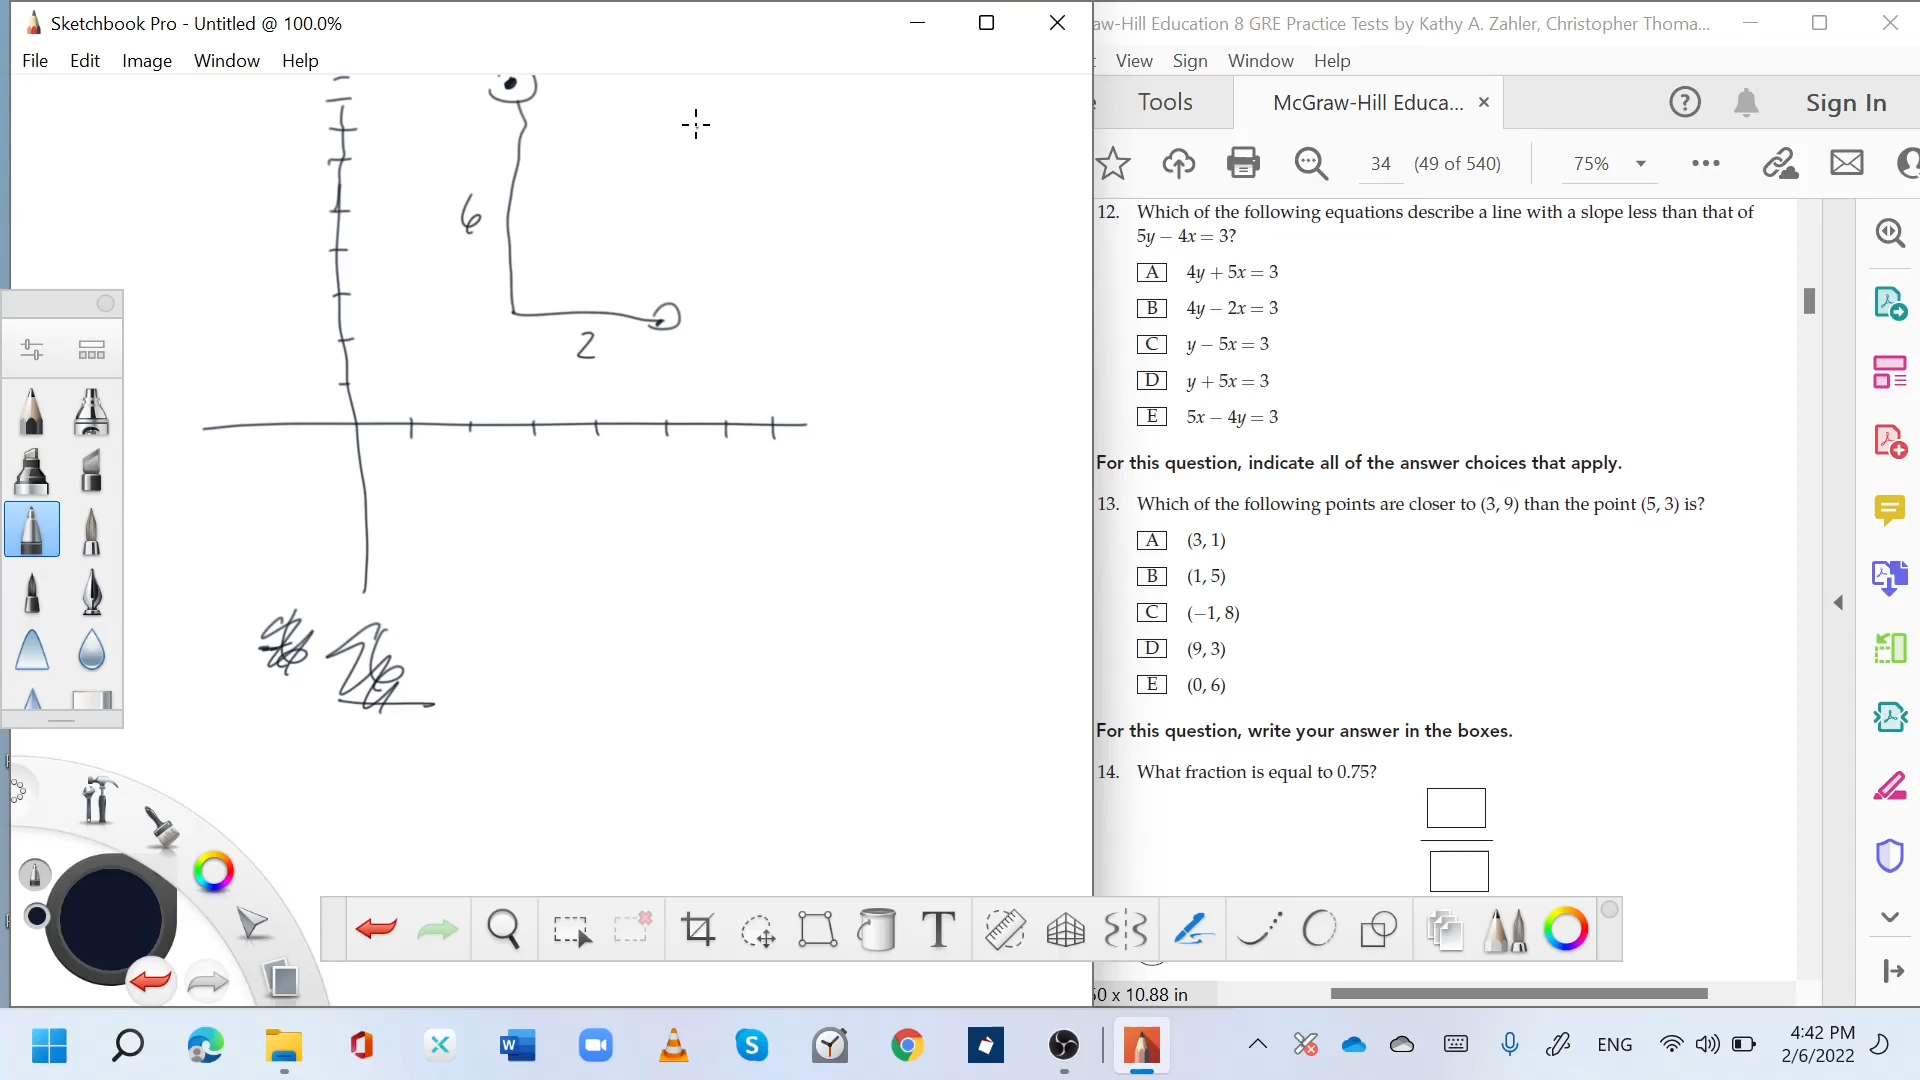 Sketchbook Pro - Untitled @ 100.0%
File Edit Image Window Help
6
2
aw-Hill Education 8 GRE Practice Tests by Kathy A. Zahler, Christopher Thoma...
View Sign Window Help
Tools
McGraw-Hill Educa... ×
Sign In
34 (49 of 540)
75%
12. Which of the following equations describe a line with a slope less than that of
5y − 4x = 3?
A 4y + 5x = 3
B 4y − 2x = 3
C y − 5x = 3
D y + 5x = 3
E 5x − 4y = 3
For this question, indicate all of the answer choices that apply.
13. Which of the following points are closer to (3, 9) than the point (5, 3) is?
A (3, 1)
B (1, 5)
C (−1, 8)
D (9, 3)
E (0, 6)
For this question, write your answer in the boxes.
14. What fraction is equal to 0.75?
0 x 10.88 in
ENG
4:42 PM
2/6/2022